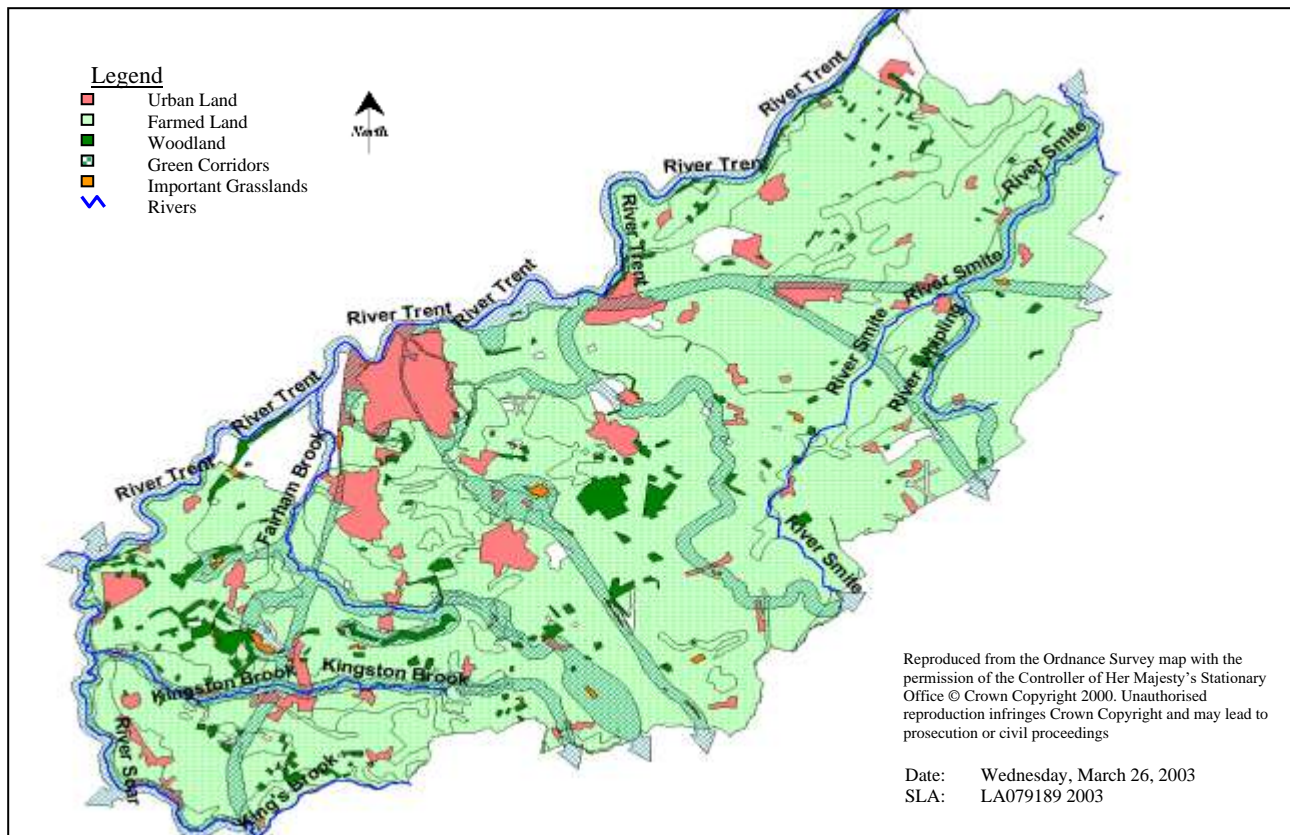 Legend
Urban Land
Farmed Land
Woodland
Green Corridors
Important Grasslands
Rivers
North
River Trent
River Trent
River Trent
River Trent
River Trent
River Trent
River Trent
River Smite
River Smite
River Smite
River Smite
River Whipling
Fairham Brook
Kingston Brook
Kingston Brook
River Soar
King's Brook
Reproduced from the Ordnance Survey map with the
permission of the Controller of Her Majesty's Stationary
Office © Crown Copyright 2000. Unauthorised
reproduction infringes Crown Copyright and may lead to
prosecution or civil proceedings
Date: Wednesday, March 26, 2003
SLA: LA079189 2003